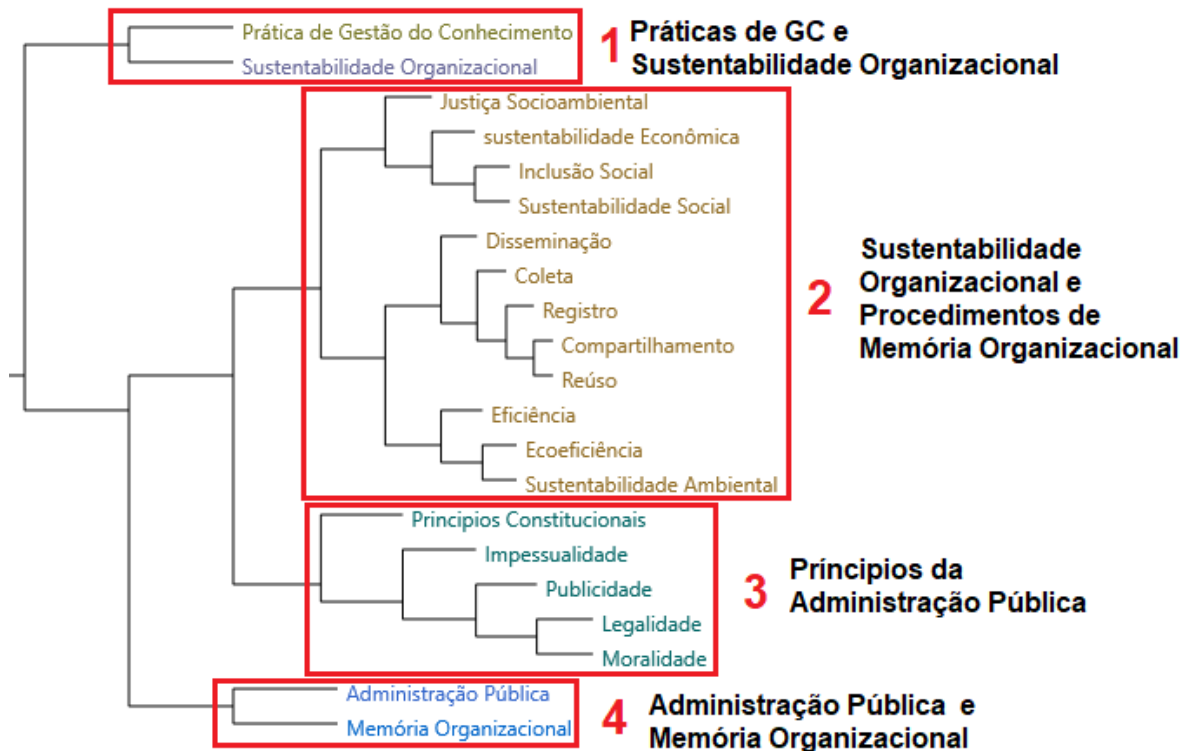 Prática de Gestão do Conhecimento
Sustentabilidade Organizacional
1 Práticas de GC e
Sustentabilidade Organizacional
Justiça Socioambiental
sustentabilidade Econômica
Inclusão Social
Sustentabilidade Social
Disseminação
Coleta
Registro
Compartilhamento
Reúso
Eficiência
Ecoeficiência
Sustentabilidade Ambiental
2 Sustentabilidade
Organizacional e
Procedimentos de
Memória Organizacional
Principios Constitucionais
Impessualidade
Publicidade
Legalidade
Moralidade
3 Príncipios da
Administração Pública
Administração Pública
Memória Organizacional
4 Administração Pública e
Memória Organizacional